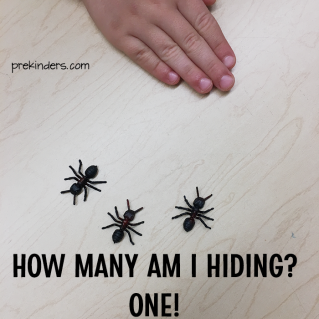 prekinders.com
HOW MANY AM I HIDING?
ONE!